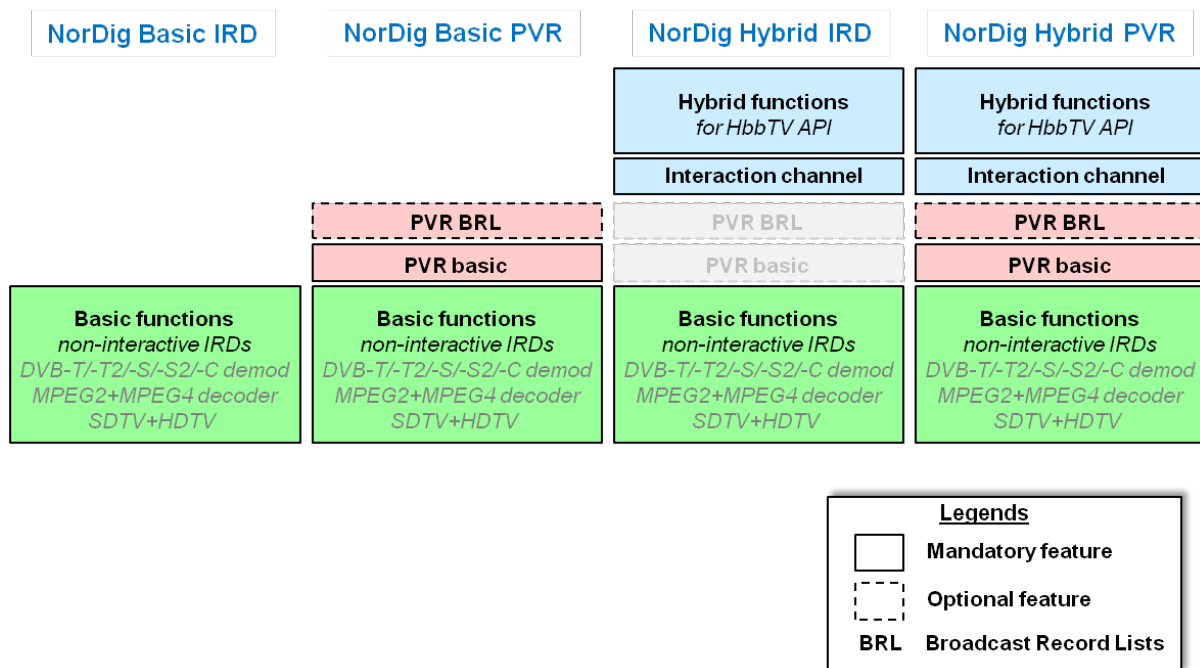 NorDig Basic IRD
NorDig Basic PVR
NorDig Hybrid IRD
NorDig Hybrid PVR
Hybrid functions
for HbbTV API
Hybrid functions
for HbbTV API
Interaction channel
Interaction channel
PVR BRL
PVR BRL
PVR BRL
PVR basic
PVR basic
PVR basic
Basic functions
non-interactive IRDs
DVB-T/-T2/-S/-S2/-C demod
MPEG2+MPEG4 decoder
SDTV+HDTV
Basic functions
non-interactive IRDs
DVB-T/-T2/-S/-S2/-C demod
MPEG2+MPEG4 decoder
SDTV+HDTV
Basic functions
non-interactive IRDs
DVB-T/-T2/-S/-S2/-C demod
MPEG2+MPEG4 decoder
SDTV+HDTV
Basic functions
non-interactive IRDs
DVB-T/-T2/-S/-S2/-C demod
MPEG2+MPEG4 decoder
SDTV+HDTV
Legends
Mandatory feature
Optional feature
BRL Broadcast Record Lists